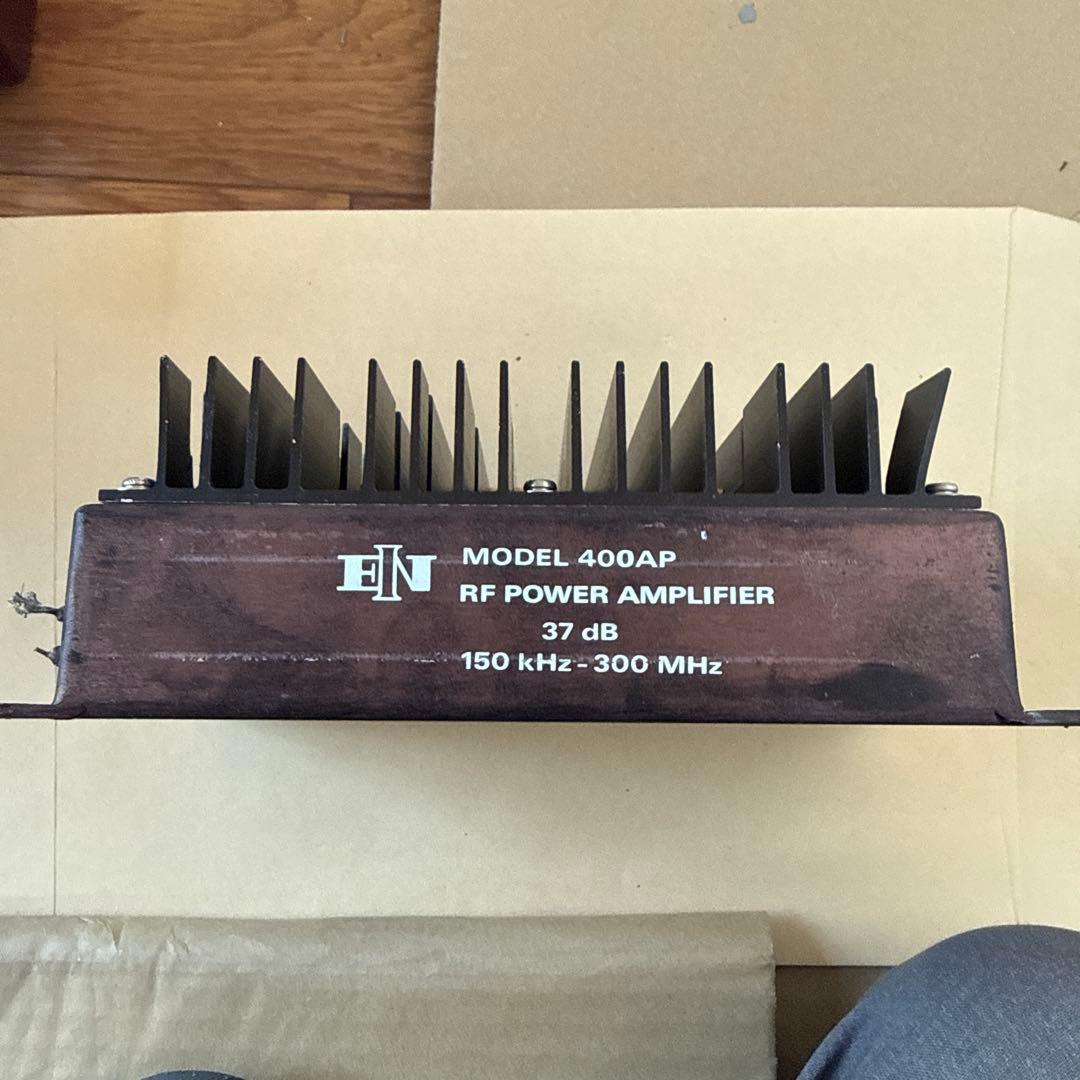 ENI
MODEL 400AP
RF POWER AMPLIFIER
37 dB
150 kHz - 300 MHz